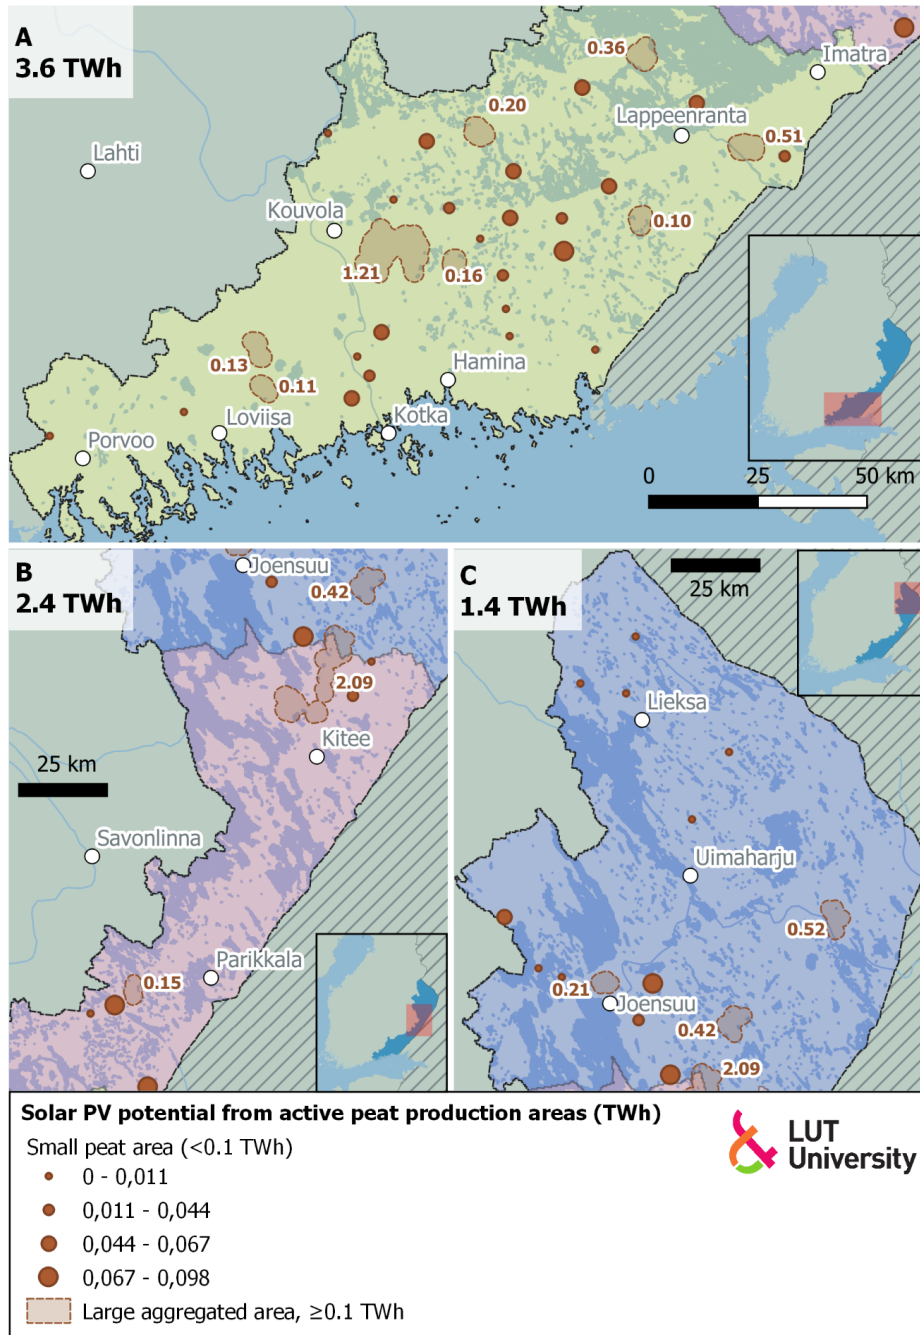 A
3.6 TWh
0.36
Imatra
0.20
Lappeenranta
0.51
Lahti
Kouvola
0.10
1.21
0.16
0.13
Hamina
0.11
Loviisa
Kotka
Porvoo
0 25 50 km
B
2.4 TWh
Joensuu
0.42
2.09
Kitee
25 km
Savonlinna
Parikkala
0.15
C
1.4 TWh
25 km
Lieksa
Uimaharju
0.52
0.21
Joensuu
0.42
2.09
Solar PV potential from active peat production areas (TWh)
Small peat area (<0.1 TWh)
0 - 0,011
0,011 - 0,044
0,044 - 0,067
0,067 - 0,098
Large aggregated area, ≥0.1 TWh
LUT
University